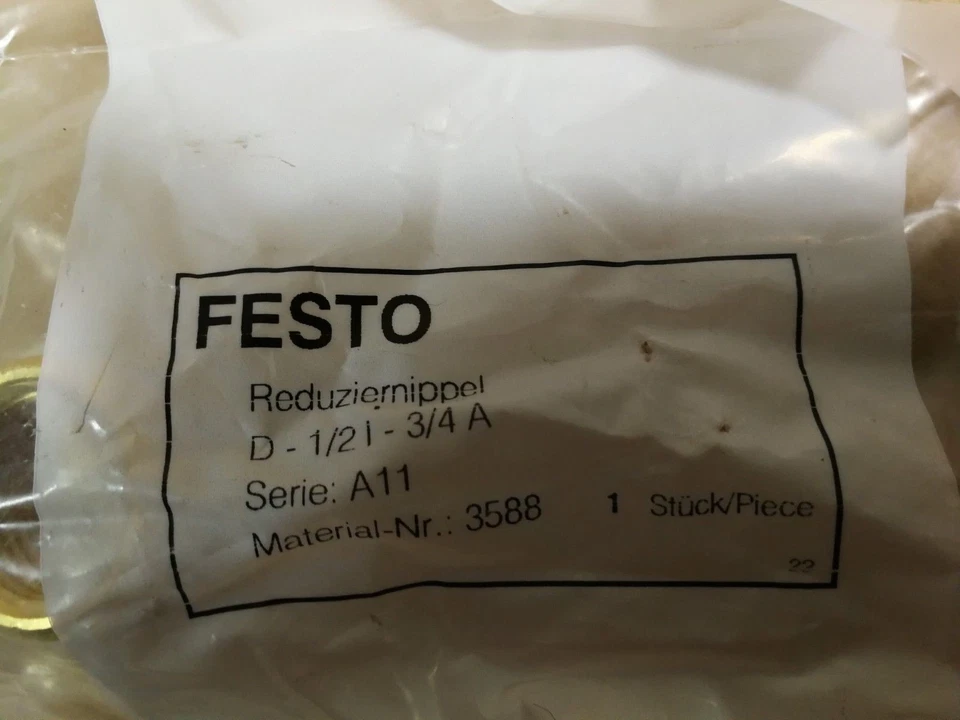 FESTO
Reduziernippel
D - 1/2 I - 3/4 A
Serie: A11
Material-Nr.: 3588 1 Stück/Piece
22